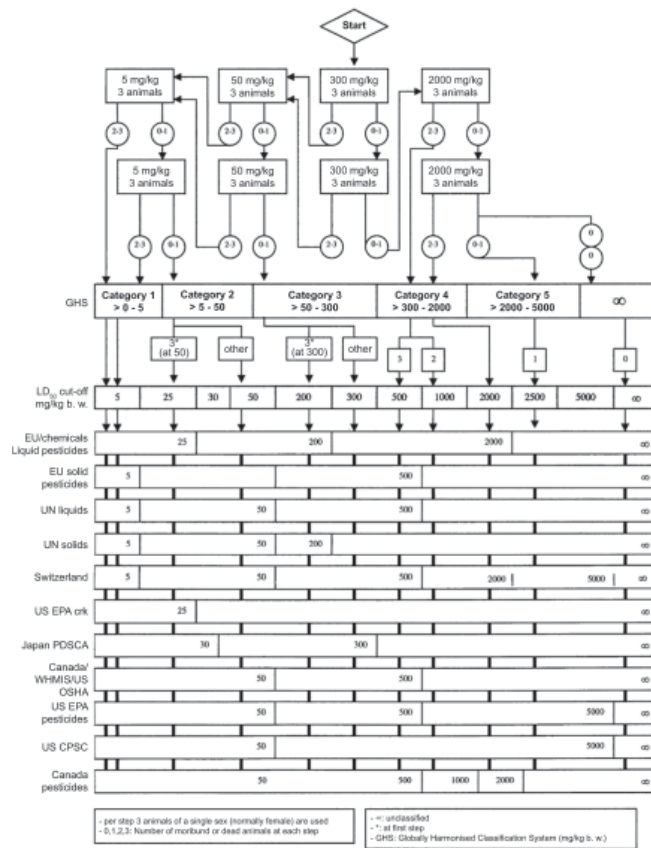 Start
5 mg/kg
3 animals
50 mg/kg
3 animals
300 mg/kg
3 animals
2000 mg/kg
3 animals
2-3
0-1
2-3
0-1
2-3
0-1
2-3
0-1
5 mg/kg
3 animals
50 mg/kg
3 animals
300 mg/kg
3 animals
2000 mg/kg
3 animals
2-3
0-1
2-3
0-1
2-3
0-1
2-3
0-1
0
0
GHS
Category 1
> 0 - 5
Category 2
> 5 - 50
Category 3
> 50 - 300
Category 4
> 300 - 2000
Category 5
> 2000 - 5000
∞
3*
(at 50)
other
3*
(at 300)
other
3
2
1
0
LD50 cut-off
mg/kg b. w.
5 25 30 50 200 300 500 1000 2000 2500 5000 ∞
EU/chemicals
Liquid pesticides
25 200 2000 ∞
EU solid
pesticides
5 500 ∞
UN liquids 5 50 500 ∞
UN solids 5 50 200 ∞
Switzerland 5 50 500 2000 5000 ∞
US EPA crk 25 ∞
Japan PDSCA 30 300 ∞
Canada/
WHMIS/US
OSHA
50 500 ∞
US EPA
pesticides
50 500 5000 ∞
US CPSC 50 5000 ∞
Canada
pesticides
50 500 1000 2000 ∞
- per step 3 animals of a single sex (normally female) are used
- 0,1,2,3: Number of moribund or dead animals at each step
- ∞: unclassified
- *: at first step
- GHS: Globally Harmonised Classification System (mg/kg b. w.)